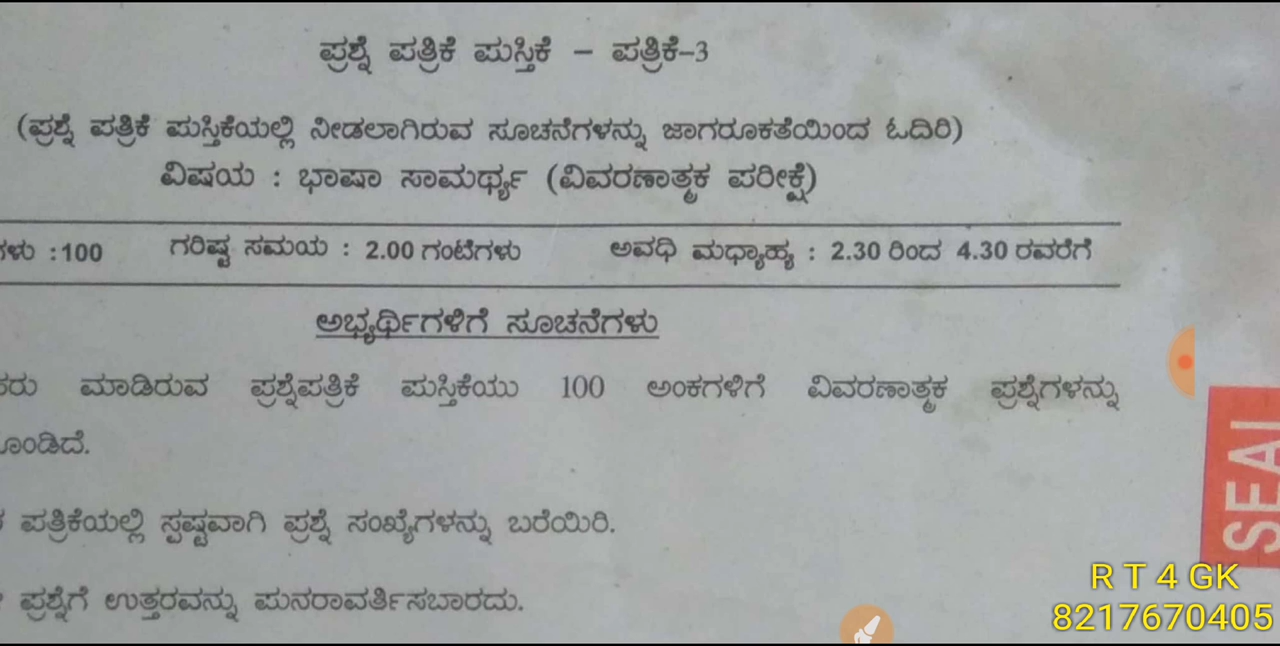 ಪ್ರಶ್ನೆ ಪತ್ರಿಕೆ ಪುಸ್ತಿಕೆ – ಪತ್ರಿಕೆ-3
(ಪ್ರಶ್ನೆ ಪತ್ರಿಕೆ ಪುಸ್ತಿಕೆಯಲ್ಲಿ ನೀಡಲಾಗಿರುವ ಸೂಚನೆಗಳನ್ನು ಜಾಗರೂಕತೆಯಿಂದ ಓದಿರಿ)
ವಿಷಯ : ಭಾಷಾ ಸಾಮರ್ಥ್ಯ (ವಿವರಣಾತ್ಮಕ ಪರೀಕ್ಷೆ)
ಗಳು :100 ಗರಿಷ್ಟ ಸಮಯ : 2.00 ಗಂಟೆಗಳು ಅವಧಿ ಮಧ್ಯಾಹ್ನ : 2.30 ರಿಂದ 4.30 ರವರೆಗೆ
ಅಭ್ಯರ್ಥಿಗಳಿಗೆ ಸೂಚನೆಗಳು
ಮಾಡಿರುವ ಪ್ರಶ್ನೆಪತ್ರಿಕೆ ಪುಸ್ತಿಕೆಯು 100 ಅಂಕಗಳಿಗೆ ವಿವರಣಾತ್ಮಕ ಪ್ರಶ್ನೆಗಳನ್ನು
ಪತ್ರಿಕೆಯಲ್ಲಿ ಸ್ಪಷ್ಟವಾಗಿ ಪ್ರಶ್ನೆ ಸಂಖ್ಯೆಗಳನ್ನು ಬರೆಯಿರಿ.
ಪ್ರಶ್ನೆಗೆ ಉತ್ತರವನ್ನು ಪುನರಾವರ್ತಿಸಬಾರದು.
SEAL
R T 4 GK
8217670405